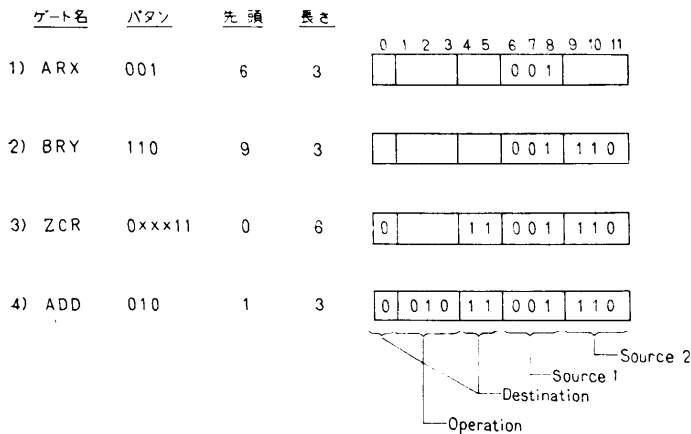 ゲート名 パタン 先頭 長さ
0 1 2 3 4 5 6 7 8 9 10 11
1) ARX 001 6 3 001
2) BRY 110 9 3 001 110
3) ZCR 0×××11 0 6 0 11 001 110
4) ADD 010 1 3 0 010 11 001 110
Source 2
Source 1
Destination
Operation